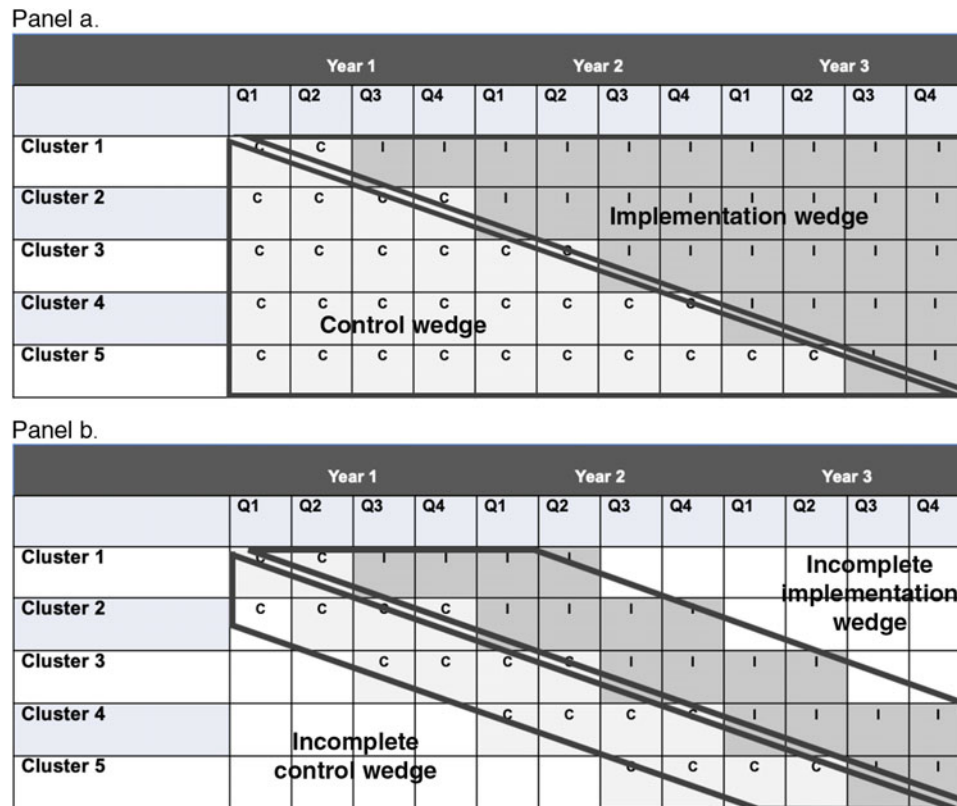 Panel a.
Year 1 Year 2 Year 3
Q1 Q2 Q3 Q4 Q1 Q2 Q3 Q4 Q1 Q2 Q3 Q4
Cluster 1 C C I I I I I I I I I I
Cluster 2 C C C C I I I I I I I I
Implementation wedge
Cluster 3 C C C C C C I I I I I I
Cluster 4 C C C C C C C C I I I I
Control wedge
Cluster 5 C C C C C C C C C C I I
Panel b.
Year 1 Year 2 Year 3
Q1 Q2 Q3 Q4 Q1 Q2 Q3 Q4 Q1 Q2 Q3 Q4
Cluster 1 C C I I I I
Incomplete
implementation
wedge
Cluster 2 C C C C I I I I
Cluster 3 C C C C I I I I
Cluster 4 C C C C I I I I
Incomplete
control wedge
Cluster 5 C C C C I I